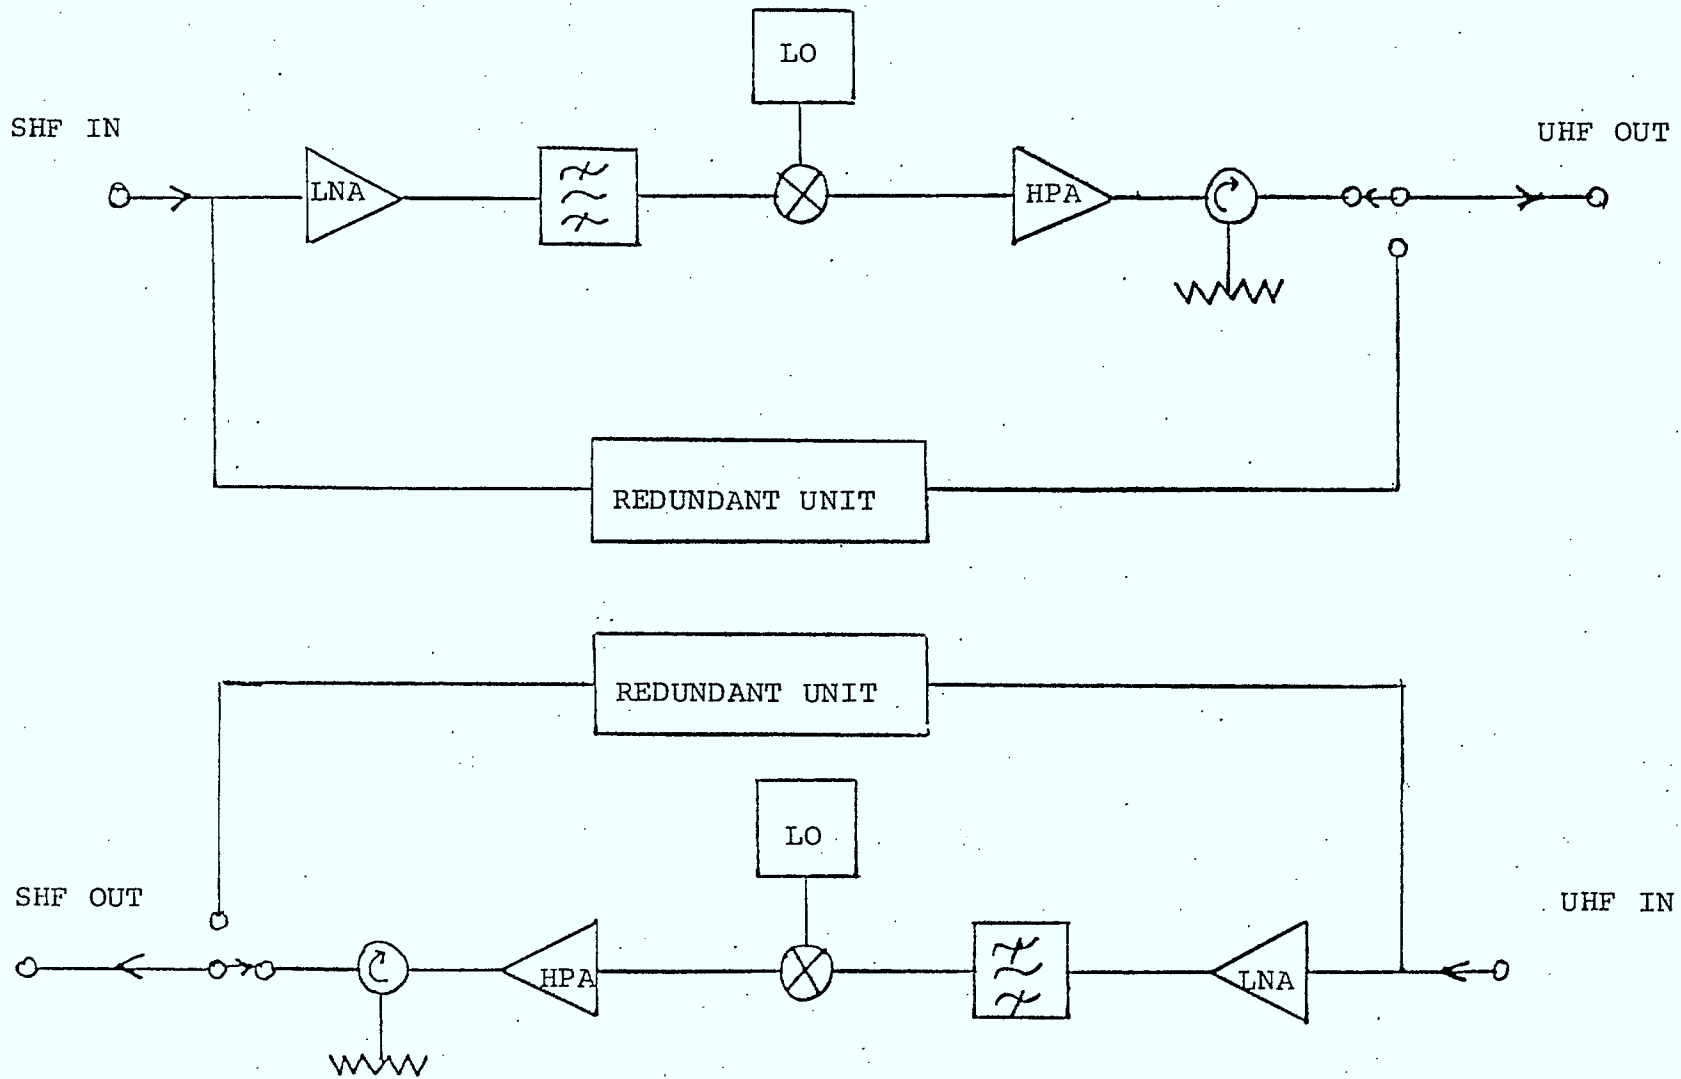 LO
SHF IN
UHF OUT
LNA
HPA
REDUNDANT UNIT
REDUNDANT UNIT
LO
SHF OUT
UHF IN
HPA
LNA